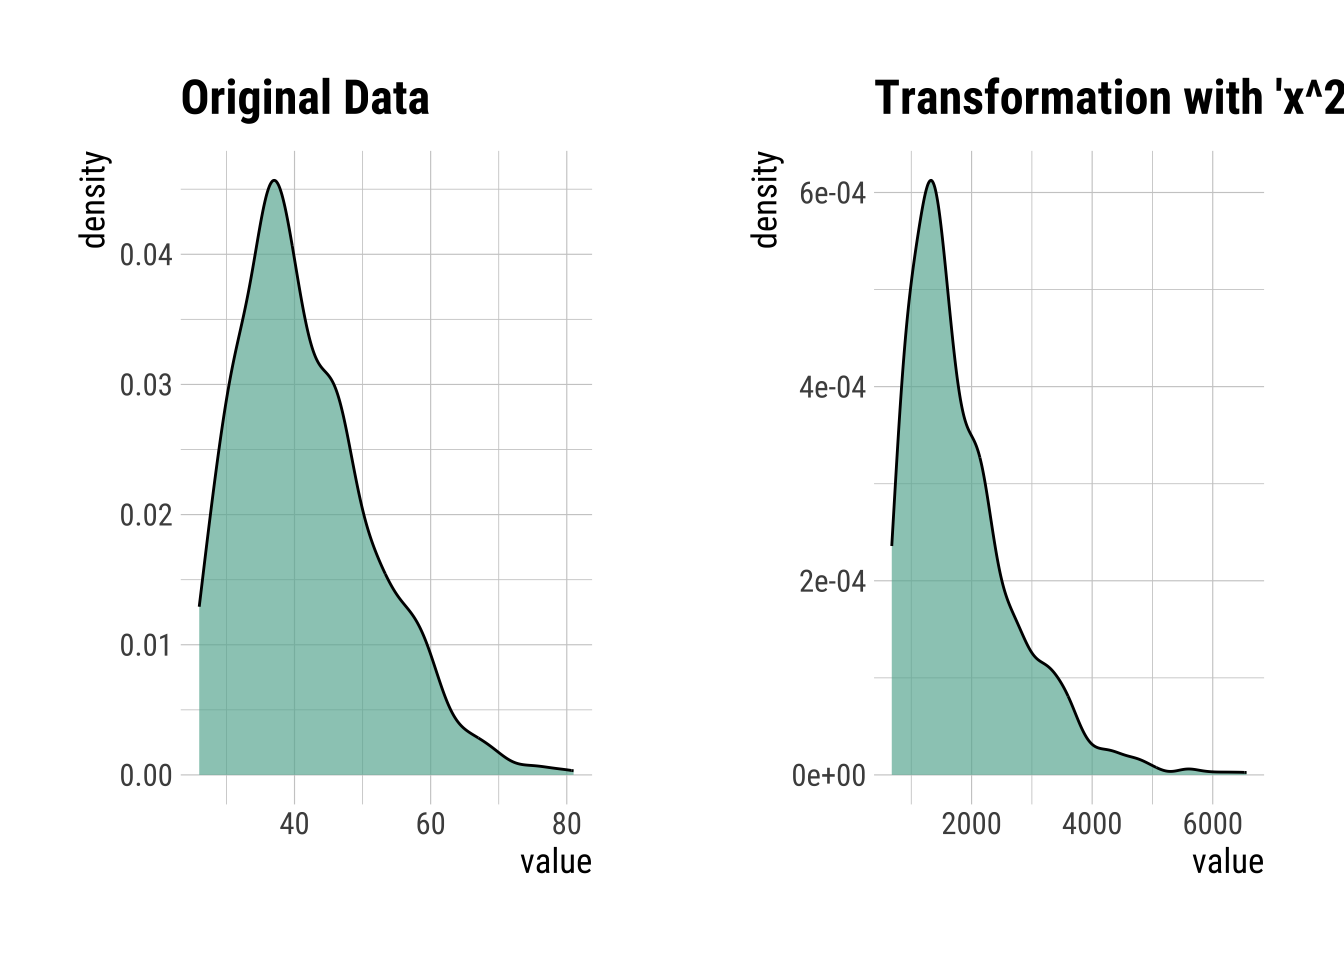 Original Data
density
0.04
0.03
0.02
0.01
0.00
40 60 80
value
Transformation with 'x^2
density
6e-04
4e-04
2e-04
0e+00
2000 4000 6000
value